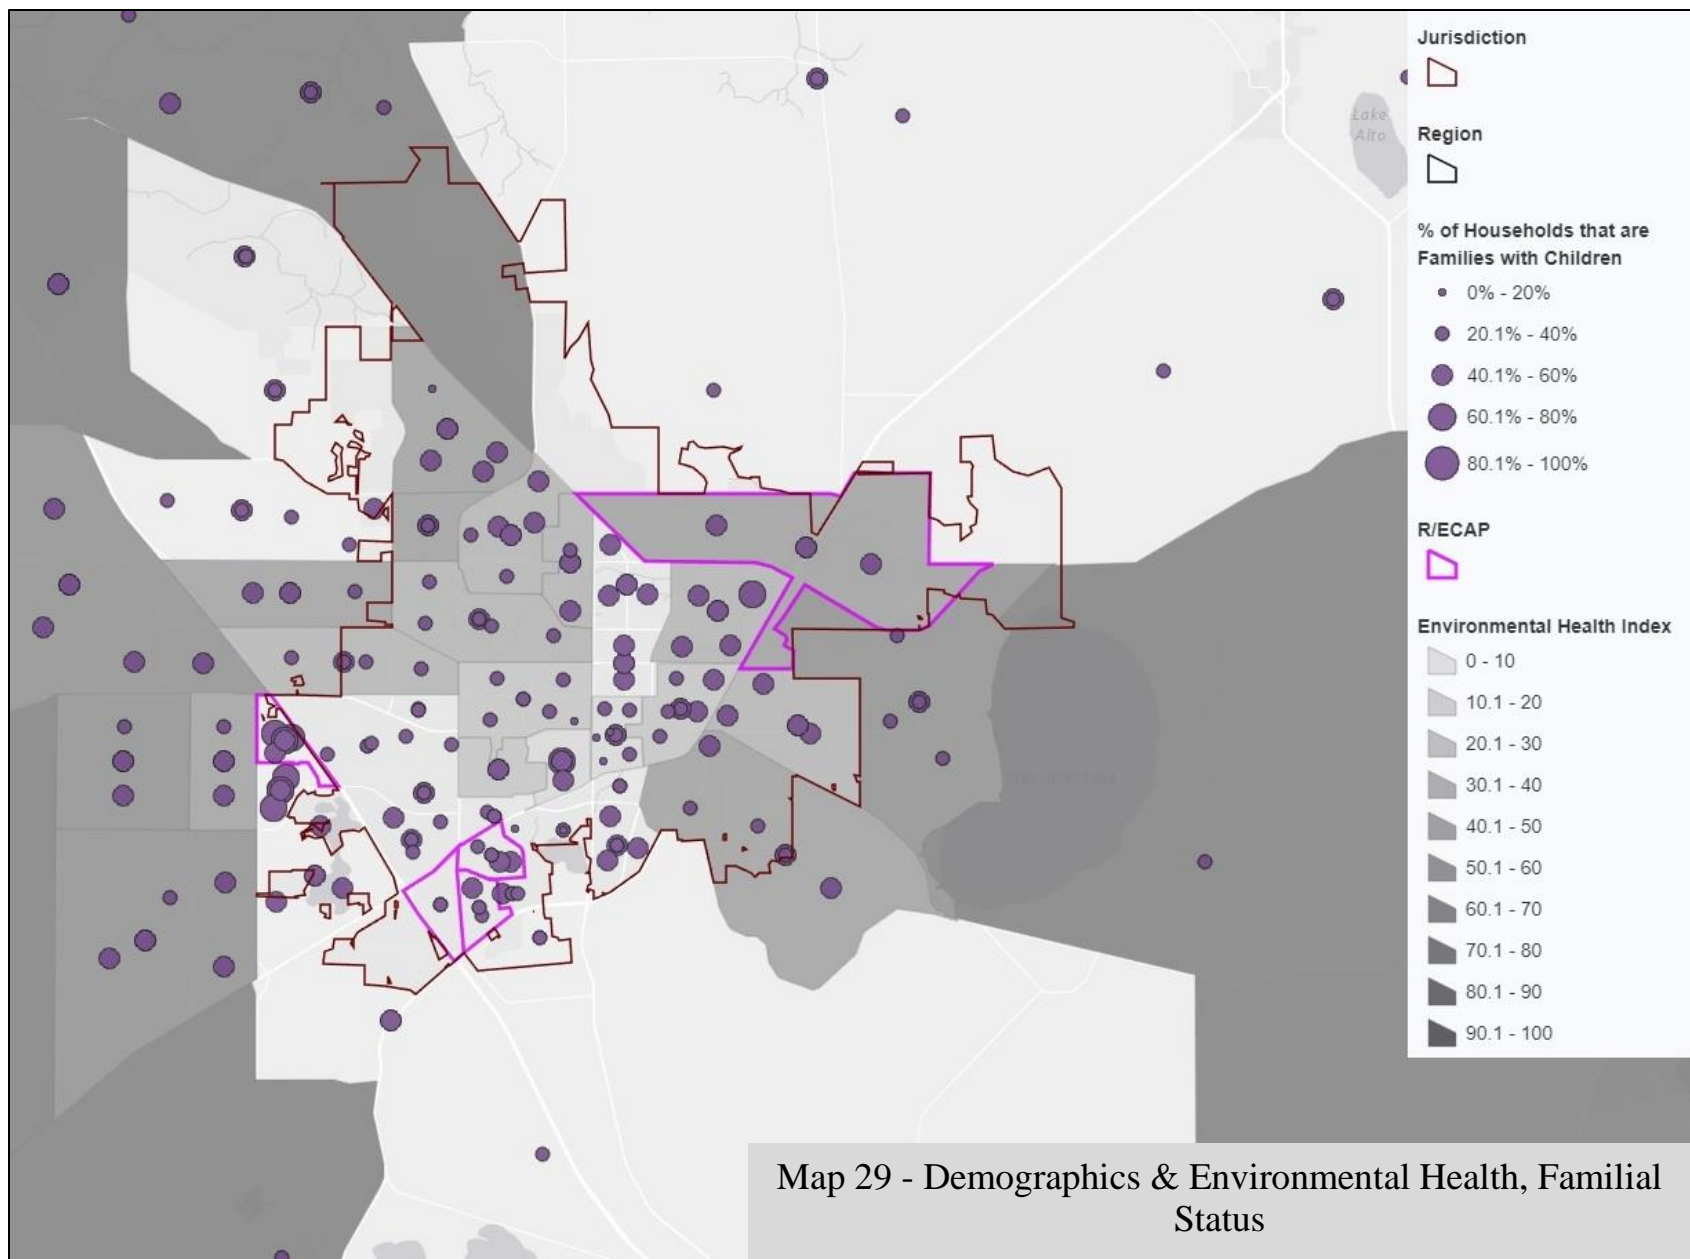 Lake
Alto
Jurisdiction
Region
% of Households that are
Families with Children
0% - 20%
20.1% - 40%
40.1% - 60%
60.1% - 80%
80.1% - 100%
R/ECAP
Environmental Health Index
0 - 10
10.1 - 20
20.1 - 30
30.1 - 40
40.1 - 50
50.1 - 60
60.1 - 70
70.1 - 80
80.1 - 90
90.1 - 100
Map 29 - Demographics & Environmental Health, Familial
Status